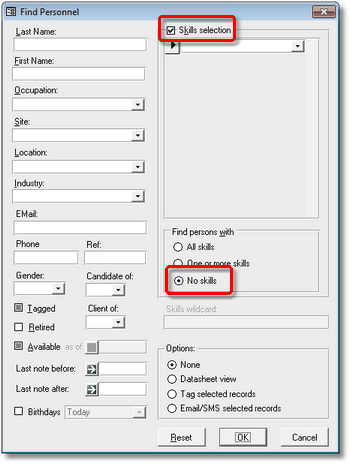 Find Personnel
Last Name:
First Name:
Occupation:
Site:
Location:
Industry:
EMail:
Phone Ref:
Gender: Candidate of:
Tagged Client of:
Retired
Available as of:
Last note before:
Last note after:
Birthdays Today
Skills selection
Find persons with
All skills
One or more skills
No skills
Skills wildcard:
Options:
None
Datasheet view
Tag selected records
Email/SMS selected records
Reset OK Cancel